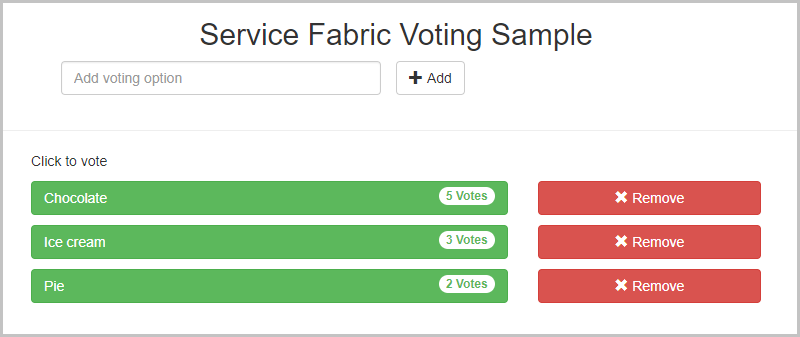 Service Fabric Voting Sample
Add voting option
Add
Click to vote
Chocolate 5 Votes Remove
Ice cream 3 Votes Remove
Pie 2 Votes Remove